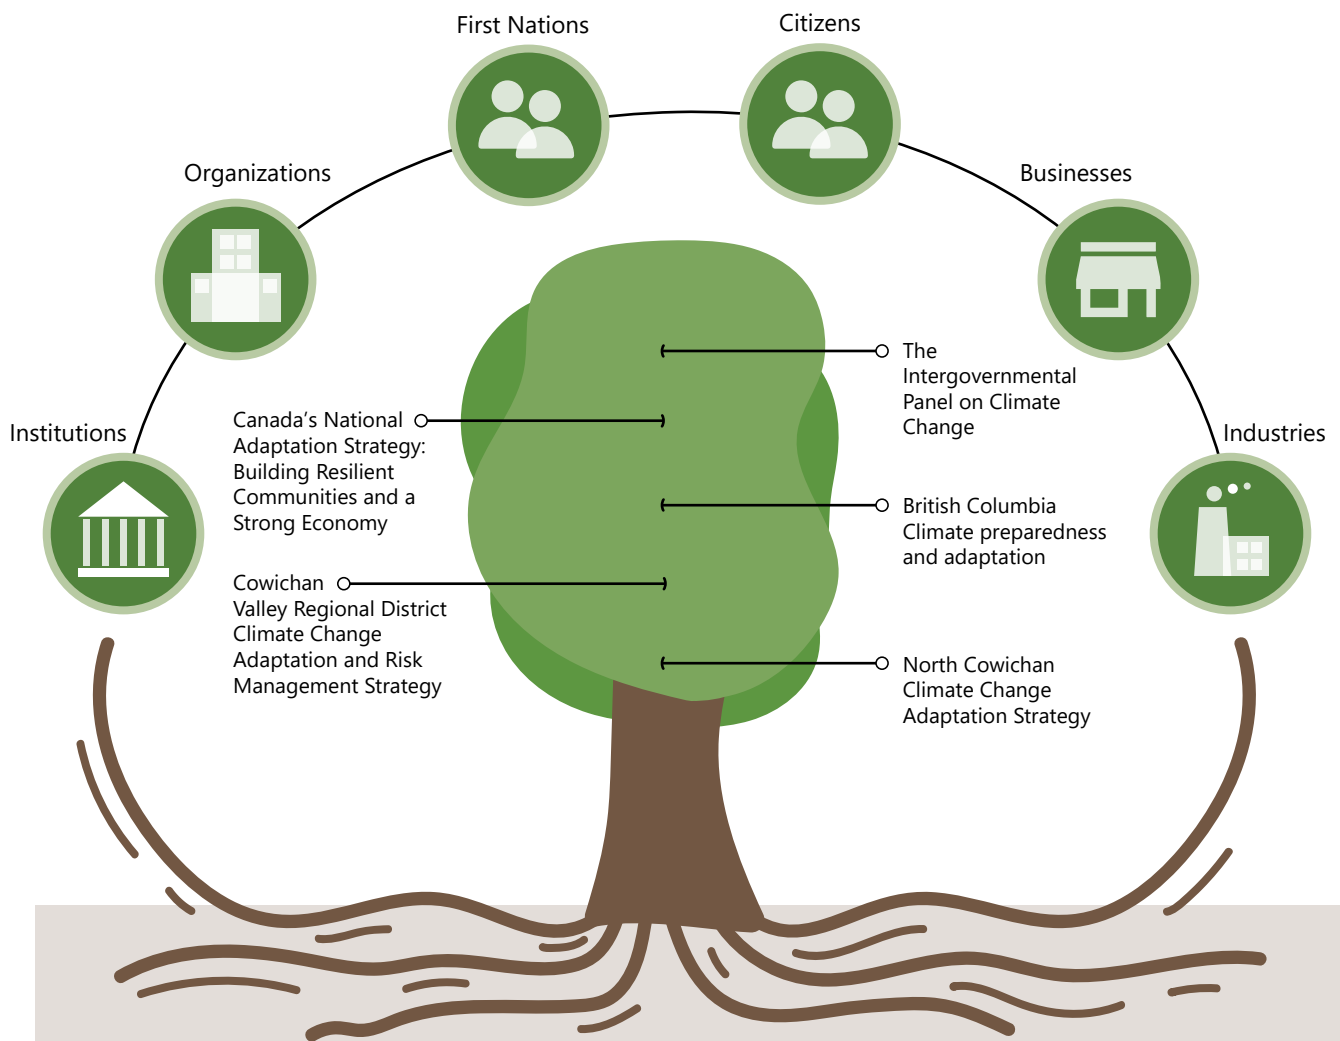 First Nations
Citizens
Organizations
Businesses
Institutions
Industries
The
Intergovernmental
Panel on Climate
Change
Canada’s National
Adaptation Strategy:
Building Resilient
Communities and a
Strong Economy
British Columbia
Climate preparedness
and adaptation
Cowichan
Valley Regional District
Climate Change
Adaptation and Risk
Management Strategy
North Cowichan
Climate Change
Adaptation Strategy